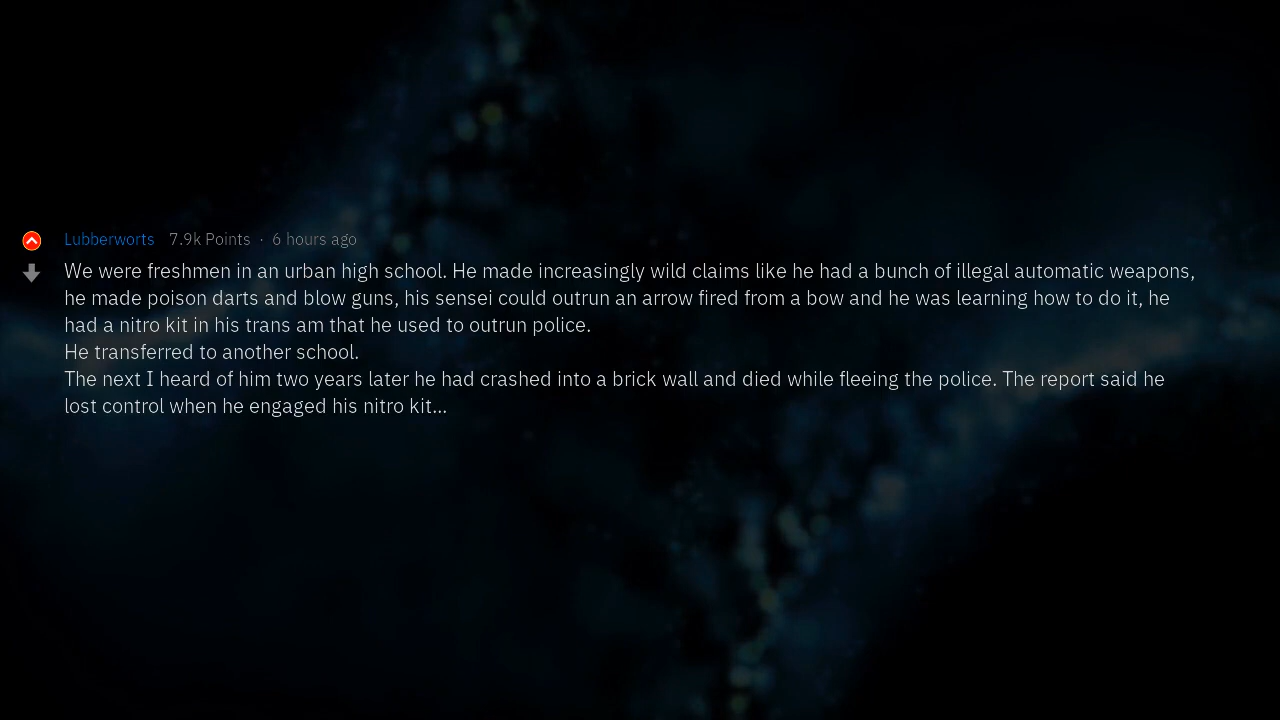 Lubberworts 7.9k Points · 6 hours ago
We were freshmen in an urban high school. He made increasingly wild claims like he had a bunch of illegal automatic weapons,
he made poison darts and blow guns, his sensei could outrun an arrow fired from a bow and he was learning how to do it, he
had a nitro kit in his trans am that he used to outrun police.
He transferred to another school.
The next I heard of him two years later he had crashed into a brick wall and died while fleeing the police. The report said he
lost control when he engaged his nitro kit...